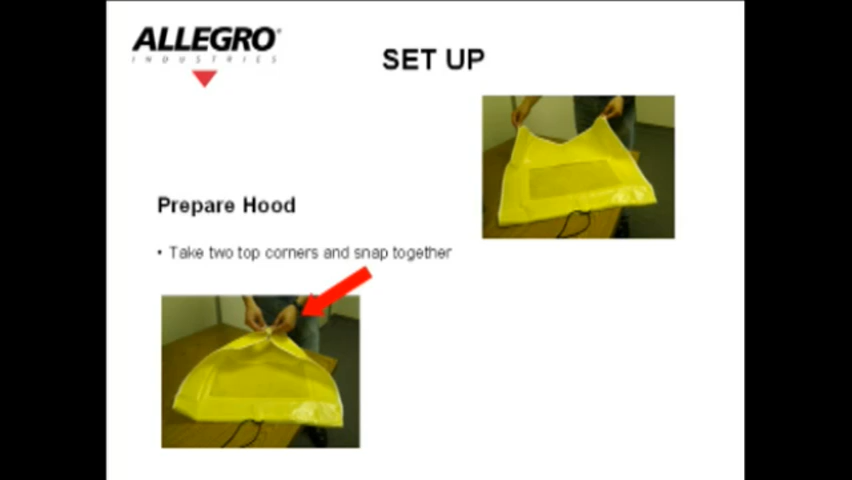 ALLEGRO
INDUSTRIES
SET UP
Prepare Hood
• Take two top corners and snap together